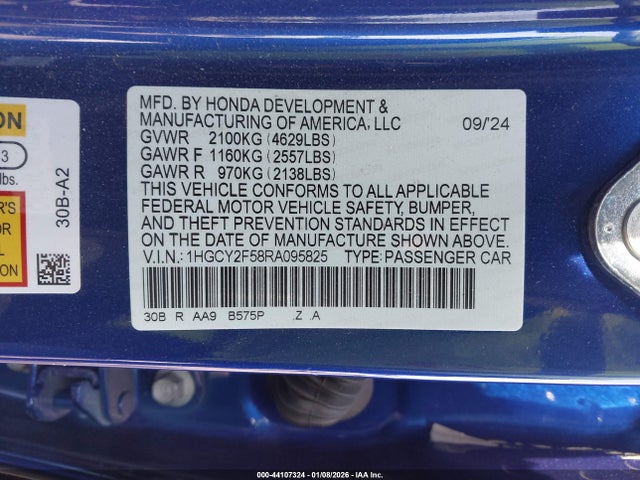 MFD. BY HONDA DEVELOPMENT &
MANUFACTURING OF AMERICA, LLC 09/'24
GVWR 2100KG (4629LBS)
GAWR F 1160KG (2557LBS)
GAWR R 970KG (2138LBS)
THIS VEHICLE CONFORMS TO ALL APPLICABLE
FEDERAL MOTOR VEHICLE SAFETY, BUMPER,
AND THEFT PREVENTION STANDARDS IN EFFECT
ON THE DATE OF MANUFACTURE SHOWN ABOVE.
V.I.N.: 1HGCY2F58RA095825 TYPE:PASSENGER CAR
30B R AA9 B575P .Z .A
ON
3
lbs.
R'S
OR
L
ON
30B-A2
000-44107324 - 01/08/2026 - IAA Inc.